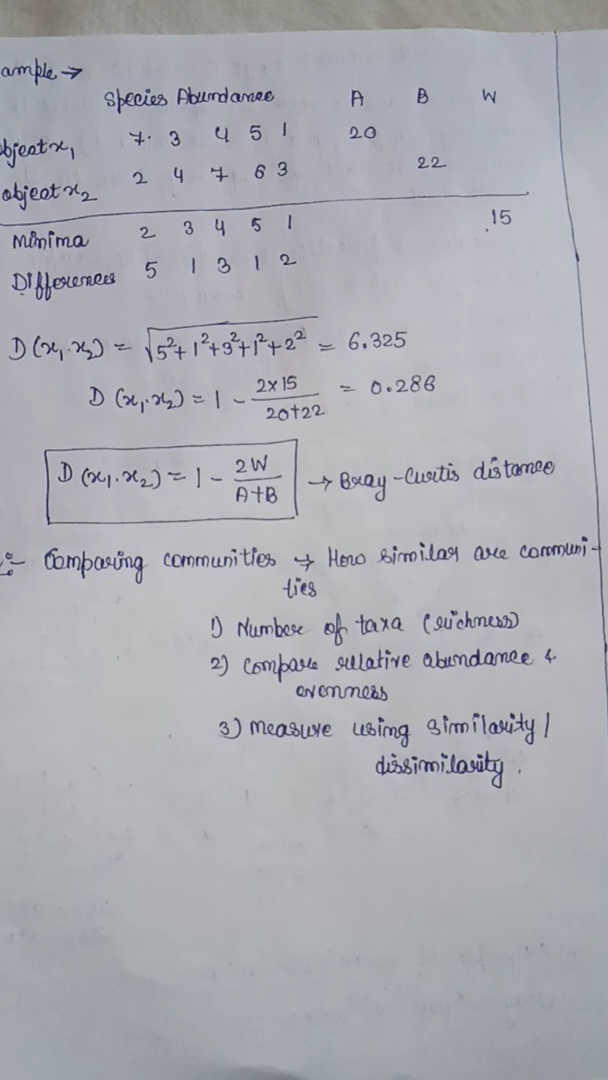 ample →
Species Abundance A B W
bject x₁ 7. 3 4 5 1 20
object x₂ 2 4 7 6 3 22
Minima 2 3 4 5 1 15
Differences 5 1 3 1 2
D(x₁.x₂) = √5²+1²+3²+1²+2² = 6.325
D(x₁.x₂) = 1 - 2×15/20+22 = 0.286
D(x₁.x₂) = 1 - 2W/A+B → Bray-Curtis distance
:- Comparing communities → How similar are communi-
ties
1) Number of taxa (richness)
2) Compare relative abundance &
evenness
3) Measure using similarity /
dissimilarity.